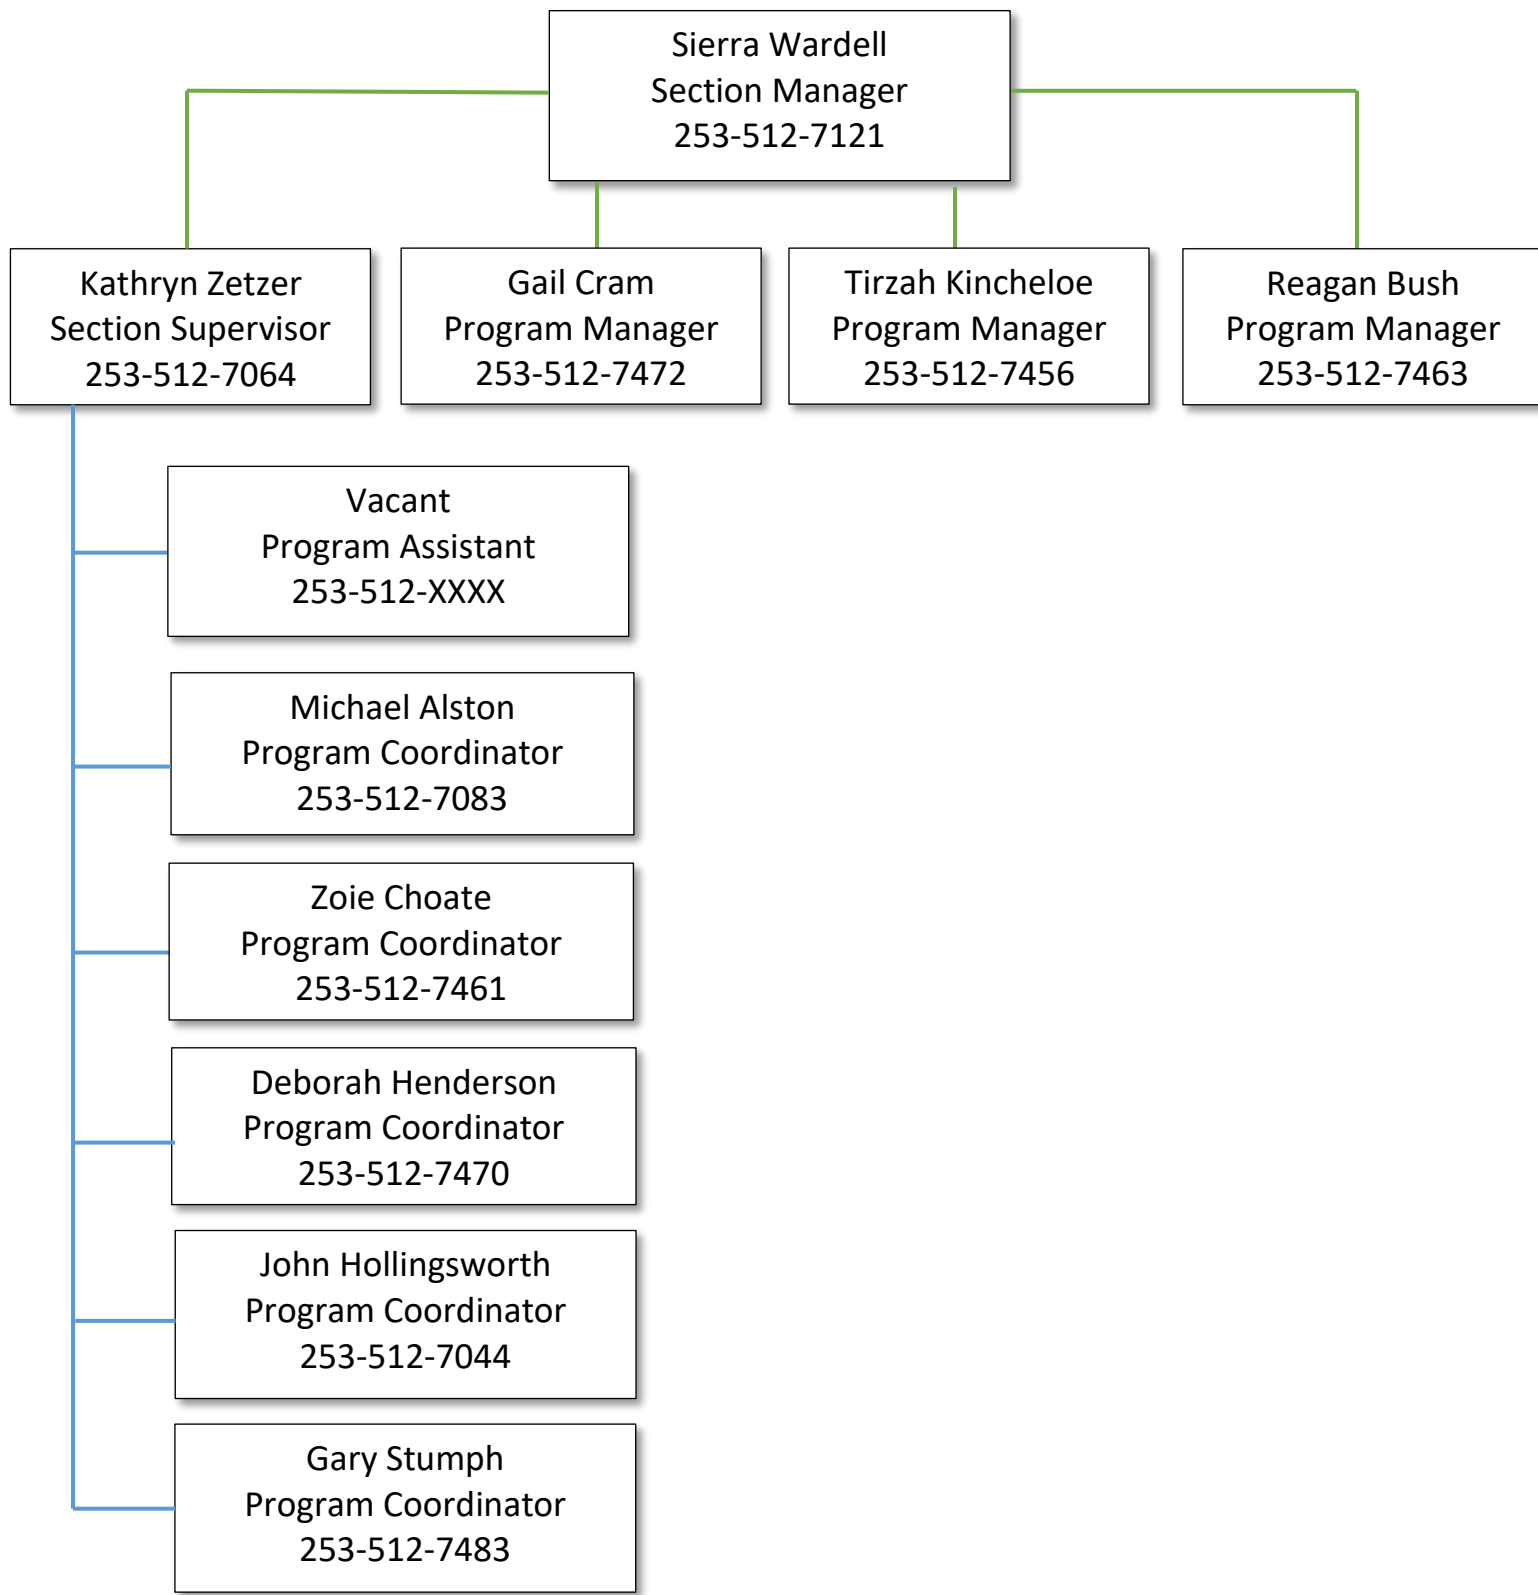 Sierra Wardell
Section Manager
253-512-7121
Kathryn Zetzer
Section Supervisor
253-512-7064
Gail Cram
Program Manager
253-512-7472
Tirzah Kincheloe
Program Manager
253-512-7456
Reagan Bush
Program Manager
253-512-7463
Vacant
Program Assistant
253-512-XXXX
Michael Alston
Program Coordinator
253-512-7083
Zoie Choate
Program Coordinator
253-512-7461
Deborah Henderson
Program Coordinator
253-512-7470
John Hollingsworth
Program Coordinator
253-512-7044
Gary Stumph
Program Coordinator
253-512-7483